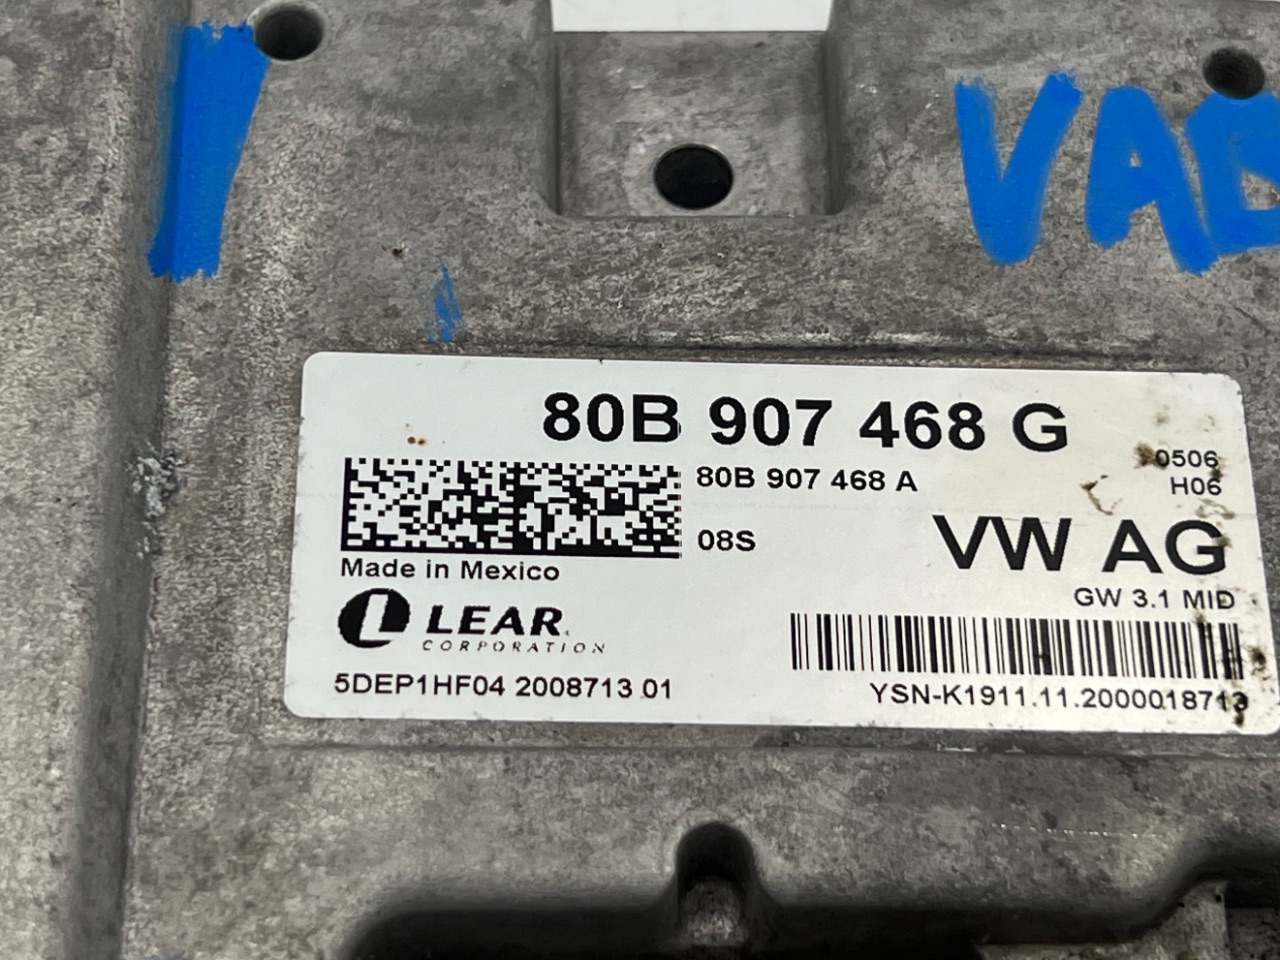 80B 907 468 G
80B 907 468 A
0506
H06
08S
VW AG
Made in Mexico
GW 3.1 MID
LEAR
CORPORATION
5DEP1HF04 2008713 01
YSN-K1911.11.2000018713